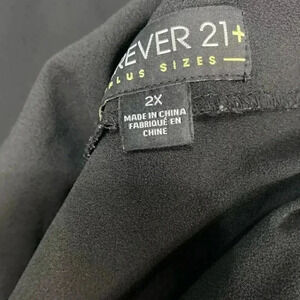 REVER 21+
PLUS SIZES
2X
MADE IN CHINA
FABRIQUÉ EN
CHINE